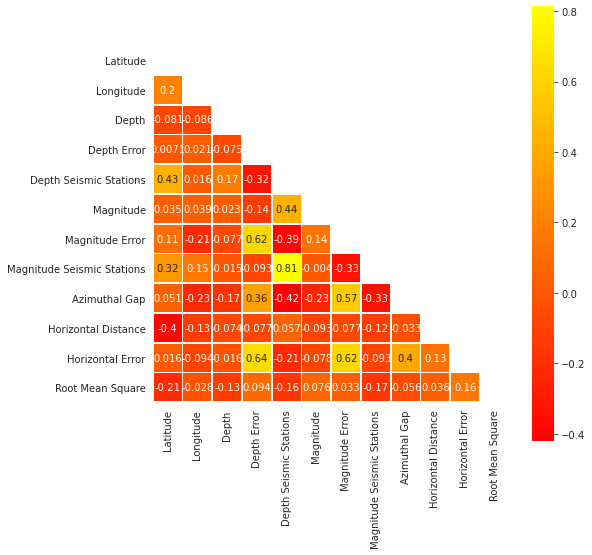 Latitude
Longitude 0.2
Depth -0.081 -0.086
Depth Error 0.0071 0.021 -0.075
Depth Seismic Stations 0.43 0.016 0.17 -0.32
Magnitude 0.035 0.039 0.023 -0.14 0.44
Magnitude Error 0.11 -0.21 -0.077 0.62 -0.39 0.14
Magnitude Seismic Stations 0.32 0.15 -0.015 -0.093 0.81 -0.004 -0.33
Azimuthal Gap 0.051 -0.23 -0.17 0.36 -0.42 -0.23 0.57 -0.33
Horizontal Distance -0.4 -0.13 -0.074 -0.077 0.057 -0.093 -0.077 -0.12 -0.033
Horizontal Error 0.016 -0.094 -0.016 0.64 -0.21 -0.078 0.62 -0.093 0.4 0.13
Root Mean Square -0.21 -0.028 -0.13 0.094 -0.16 0.076 0.033 -0.17 -0.056 0.036 0.16
Latitude
Longitude
Depth
Depth Error
Depth Seismic Stations
Magnitude
Magnitude Error
Magnitude Seismic Stations
Azimuthal Gap
Horizontal Distance
Horizontal Error
Root Mean Square
0.8
0.6
0.4
0.2
0.0
−0.2
−0.4